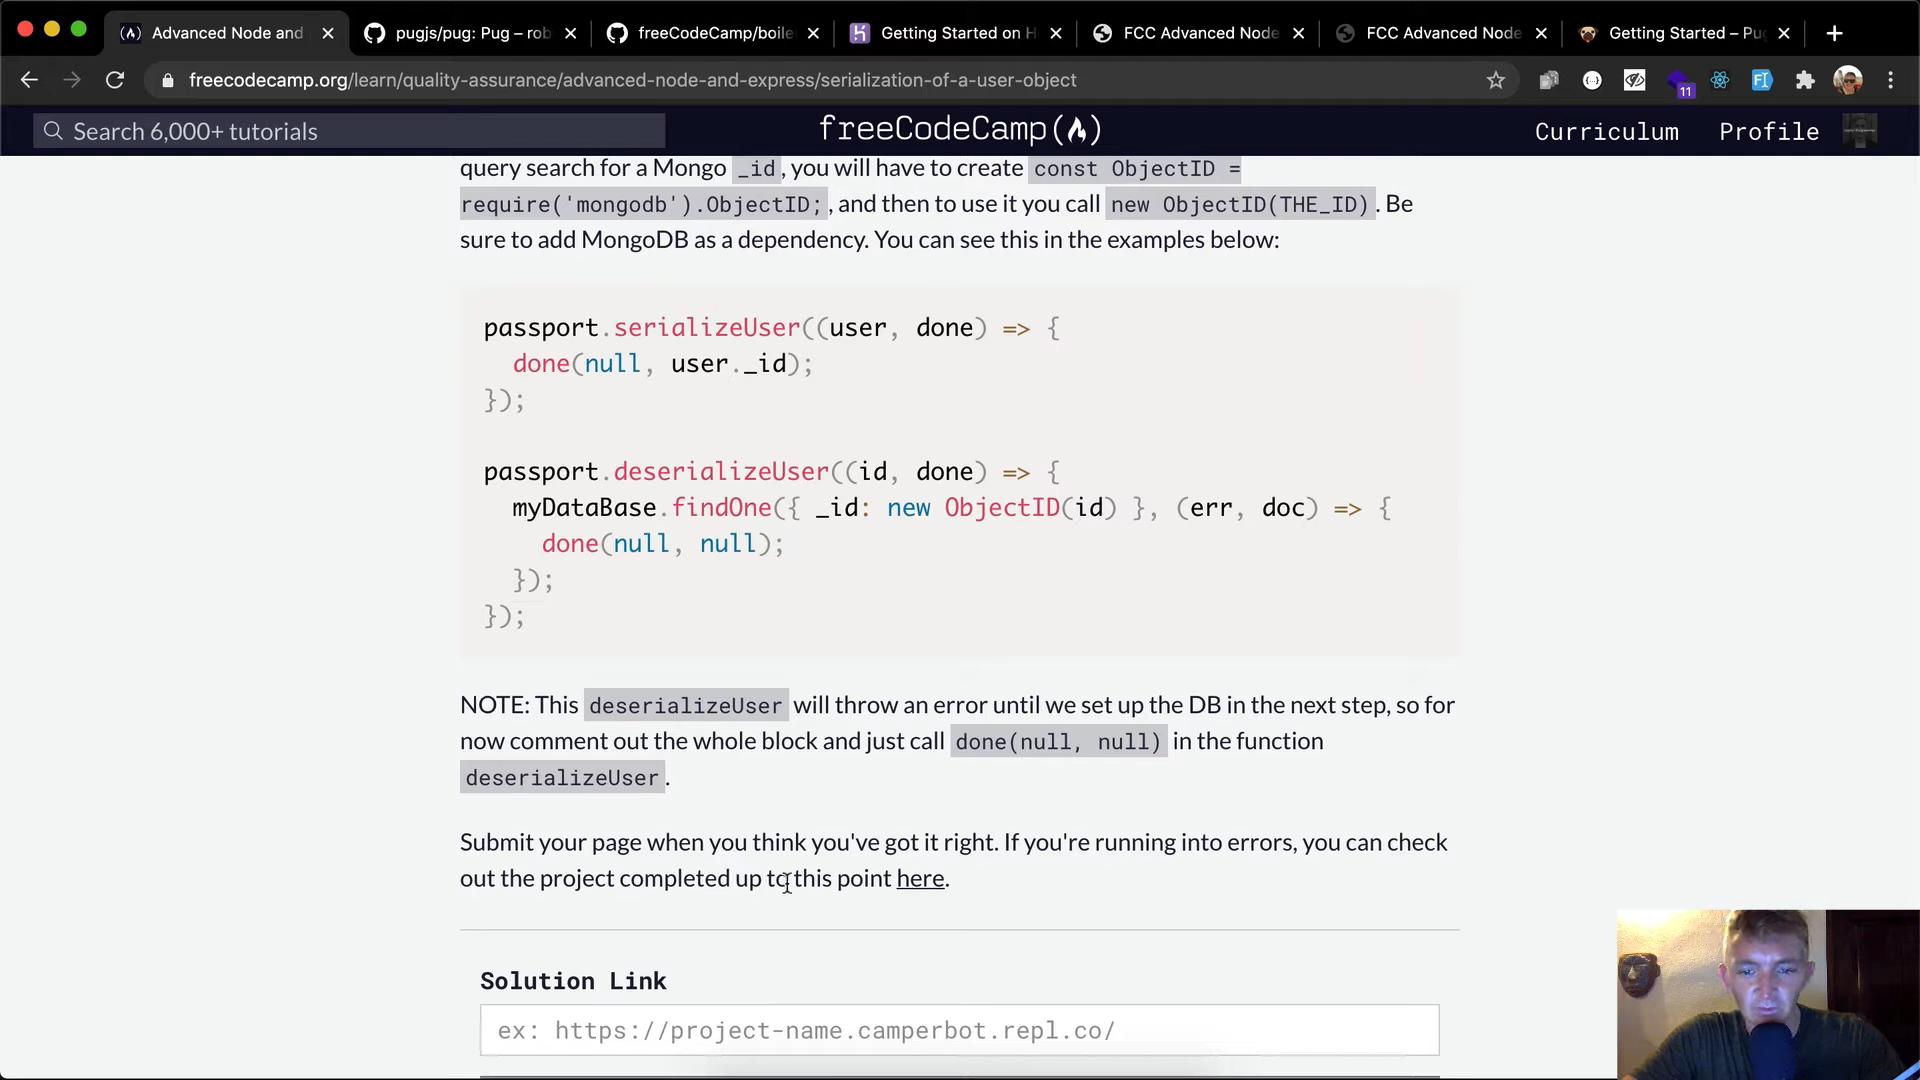 Advanced Node and
pugjs/pug: Pug – rob
freeCodeCamp/boile
Getting Started on H
FCC Advanced Node
FCC Advanced Node
Getting Started – Pu
freecodecamp.org/learn/quality-assurance/advanced-node-and-express/serialization-of-a-user-object
11
Search 6,000+ tutorials
freeCodeCamp
Curriculum
Profile
query search for a Mongo _id, you will have to create const ObjectID =
require('mongodb').ObjectID;, and then to use it you call new ObjectID(THE_ID). Be
sure to add MongoDB as a dependency. You can see this in the examples below:
passport.serializeUser((user, done) => {
done(null, user._id);
});
passport.deserializeUser((id, done) => {
myDataBase.findOne({ _id: new ObjectID(id) }, (err, doc) => {
done(null, null);
});
});
NOTE: This deserializeUser will throw an error until we set up the DB in the next step, so for
now comment out the whole block and just call done(null, null) in the function
deserializeUser.
Submit your page when you think you've got it right. If you're running into errors, you can check
out the project completed up to this point here.
Solution Link
ex: https://project-name.camperbot.repl.co/